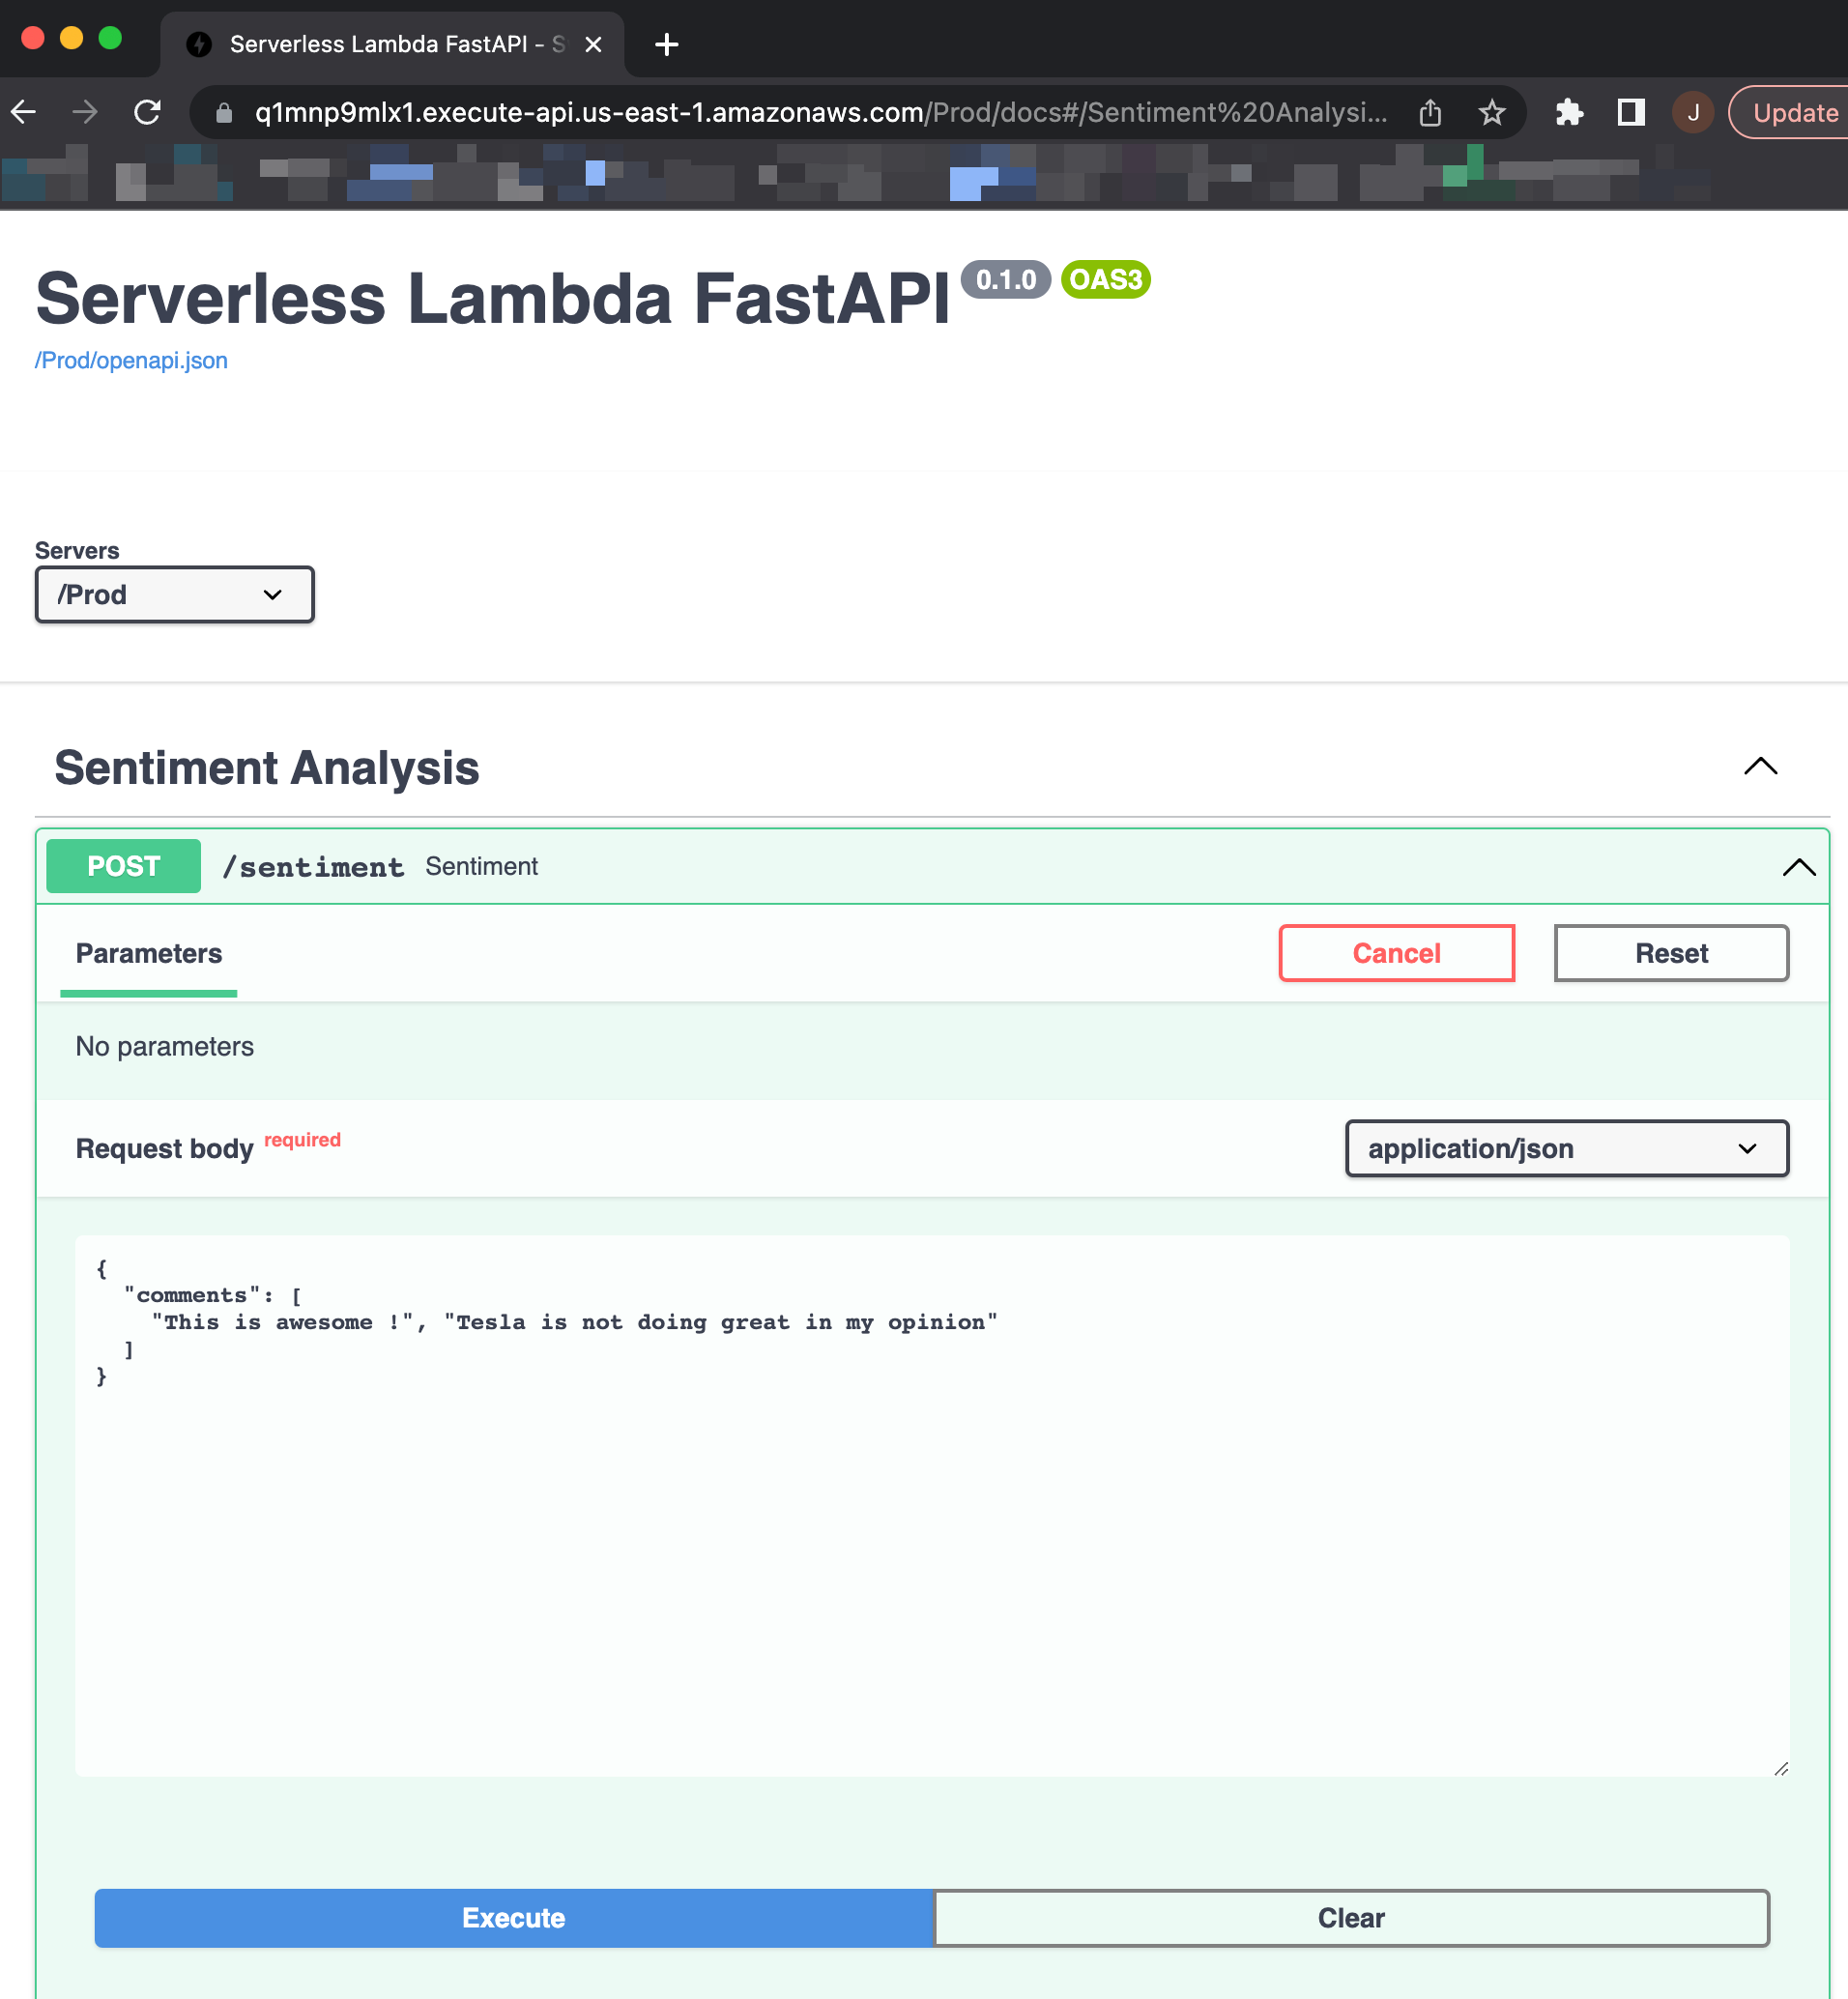 Serverless Lambda FastAPI - S
q1mnp9mlx1.execute-api.us-east-1.amazonaws.com/Prod/docs#/Sentiment%20Analysi...
J
Update
Serverless Lambda FastAPI 0.1.0 OAS3
/Prod/openapi.json
Servers
/Prod
Sentiment Analysis
POST /sentiment Sentiment
Parameters
Cancel
Reset
No parameters
Request body required
application/json
{
  "comments": [
    "This is awesome !", "Tesla is not doing great in my opinion"
  ]
}
Execute
Clear